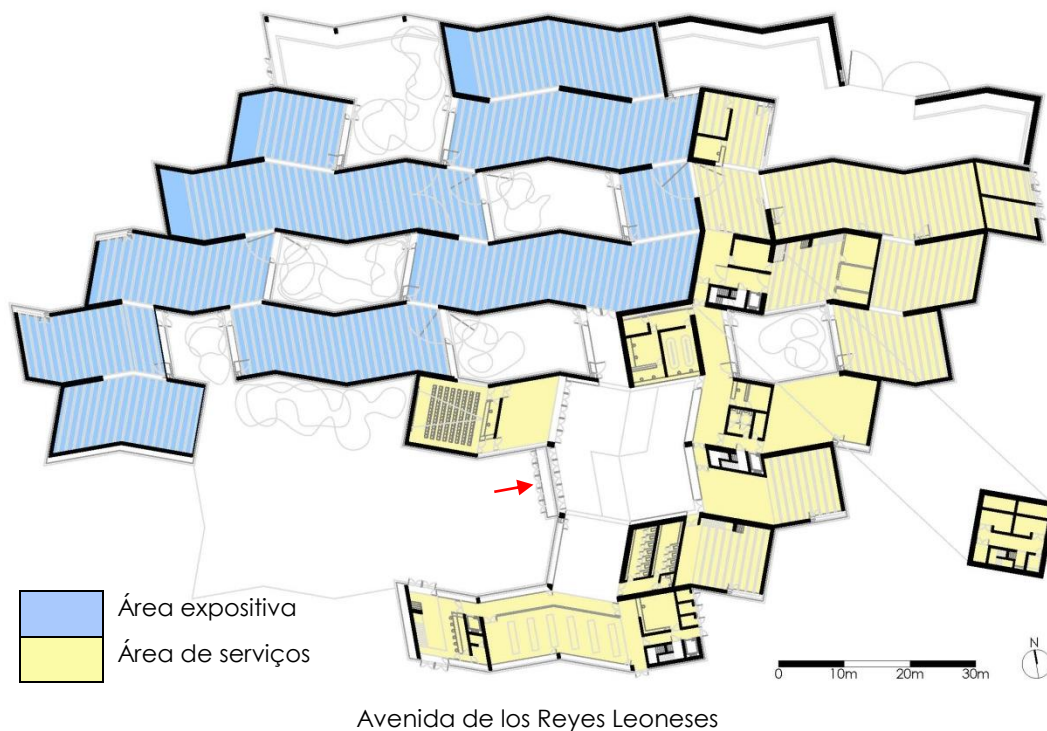 Área expositiva
Área de serviços
N
0 10m 20m 30m
Avenida de los Reyes Leoneses